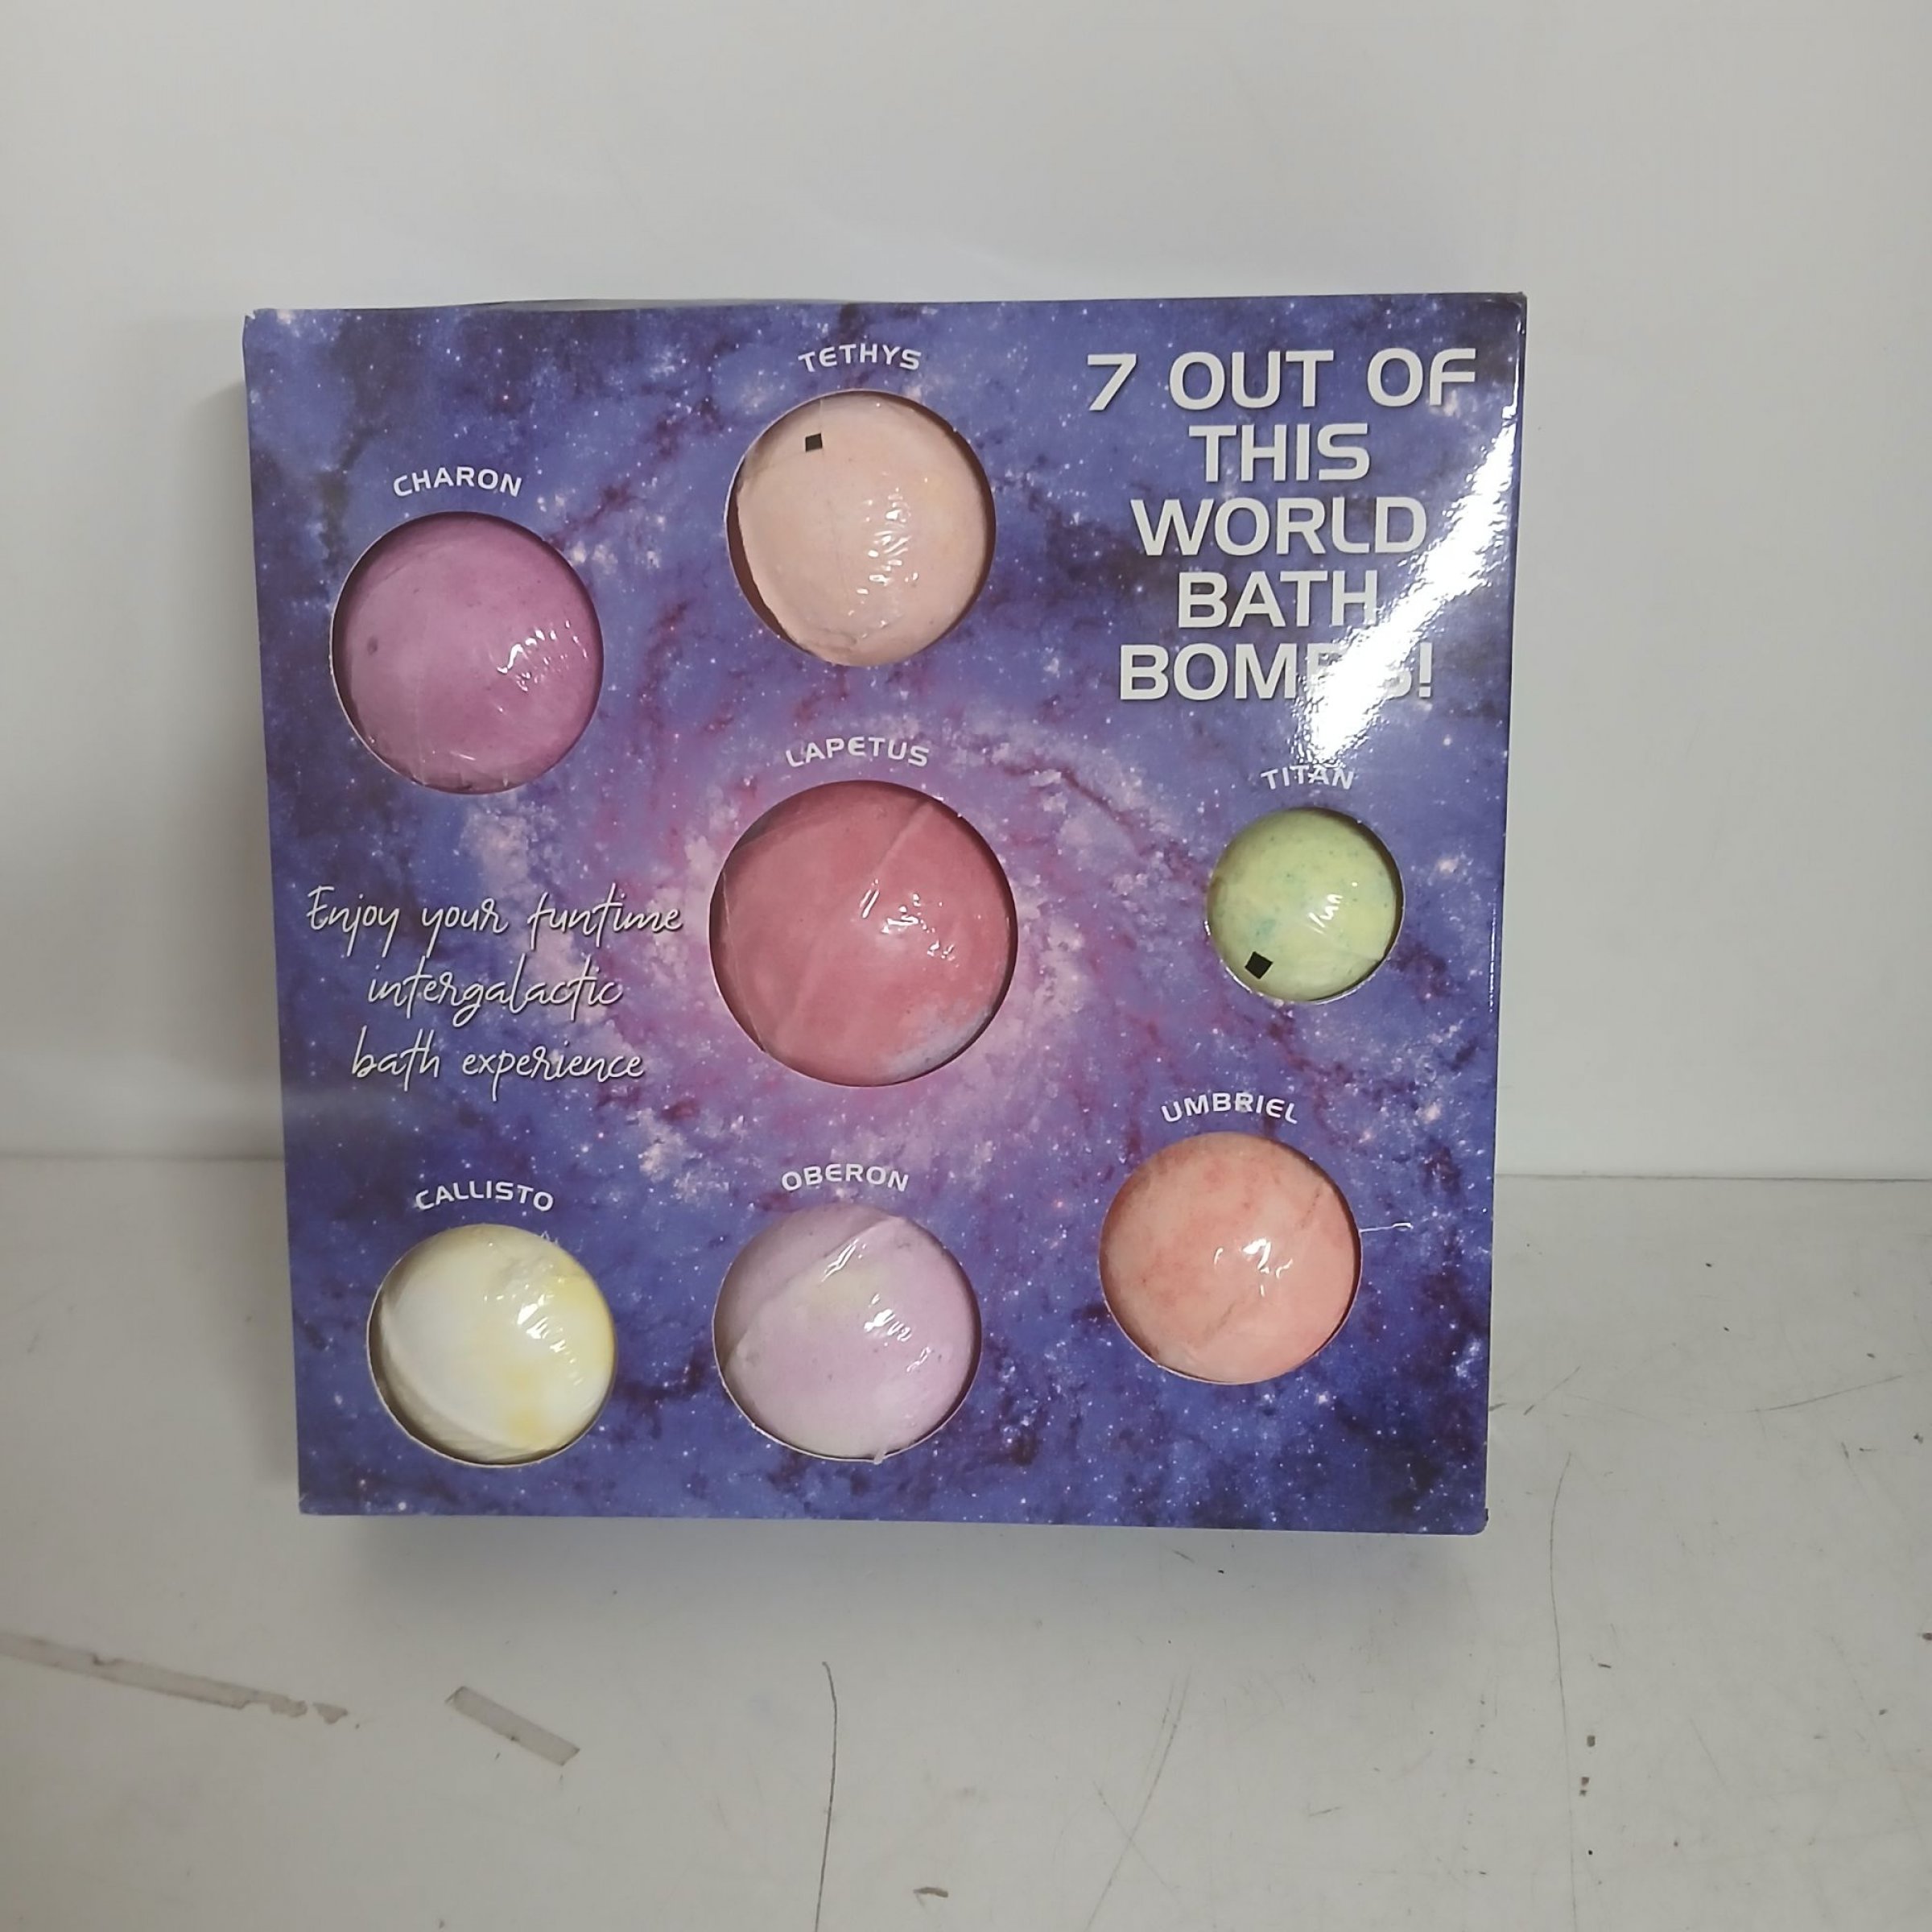 TETHYS
7 OUT OF
THIS
WORLD
BATH
BOMBS!
CHARON
LAPETUS
TITAN
Enjoy your funtime
intergalactic
bath experience
UMBRIEL
CALLISTO
OBERON